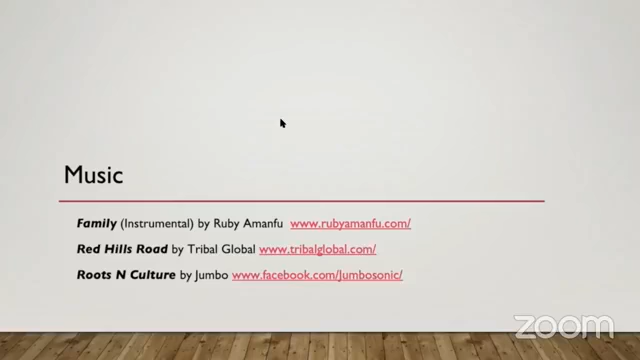 Music
Family (Instrumental) by Ruby Amanfu www.rubyamanfu.com/
Red Hills Road by Tribal Global www.tribalglobal.com/
Roots N Culture by Jumbo www.facebook.com/Jumbosonic/
zoom